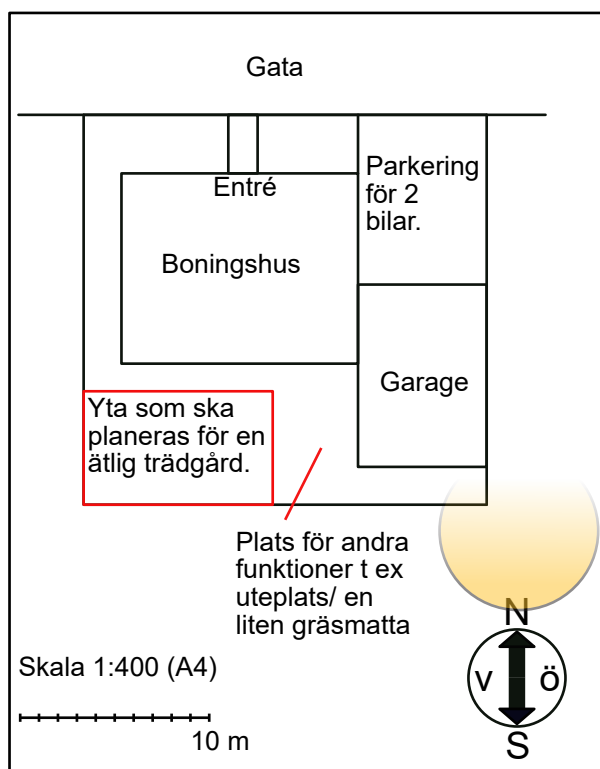 Gata
Entré
Parkering
för 2
bilar.
Boningshus
Garage
Yta som ska
planeras för en
ätlig trädgård.
Plats för andra
funktioner t ex
uteplats/ en
liten gräsmatta
N
v ö
S
Skala 1:400 (A4)
10 m